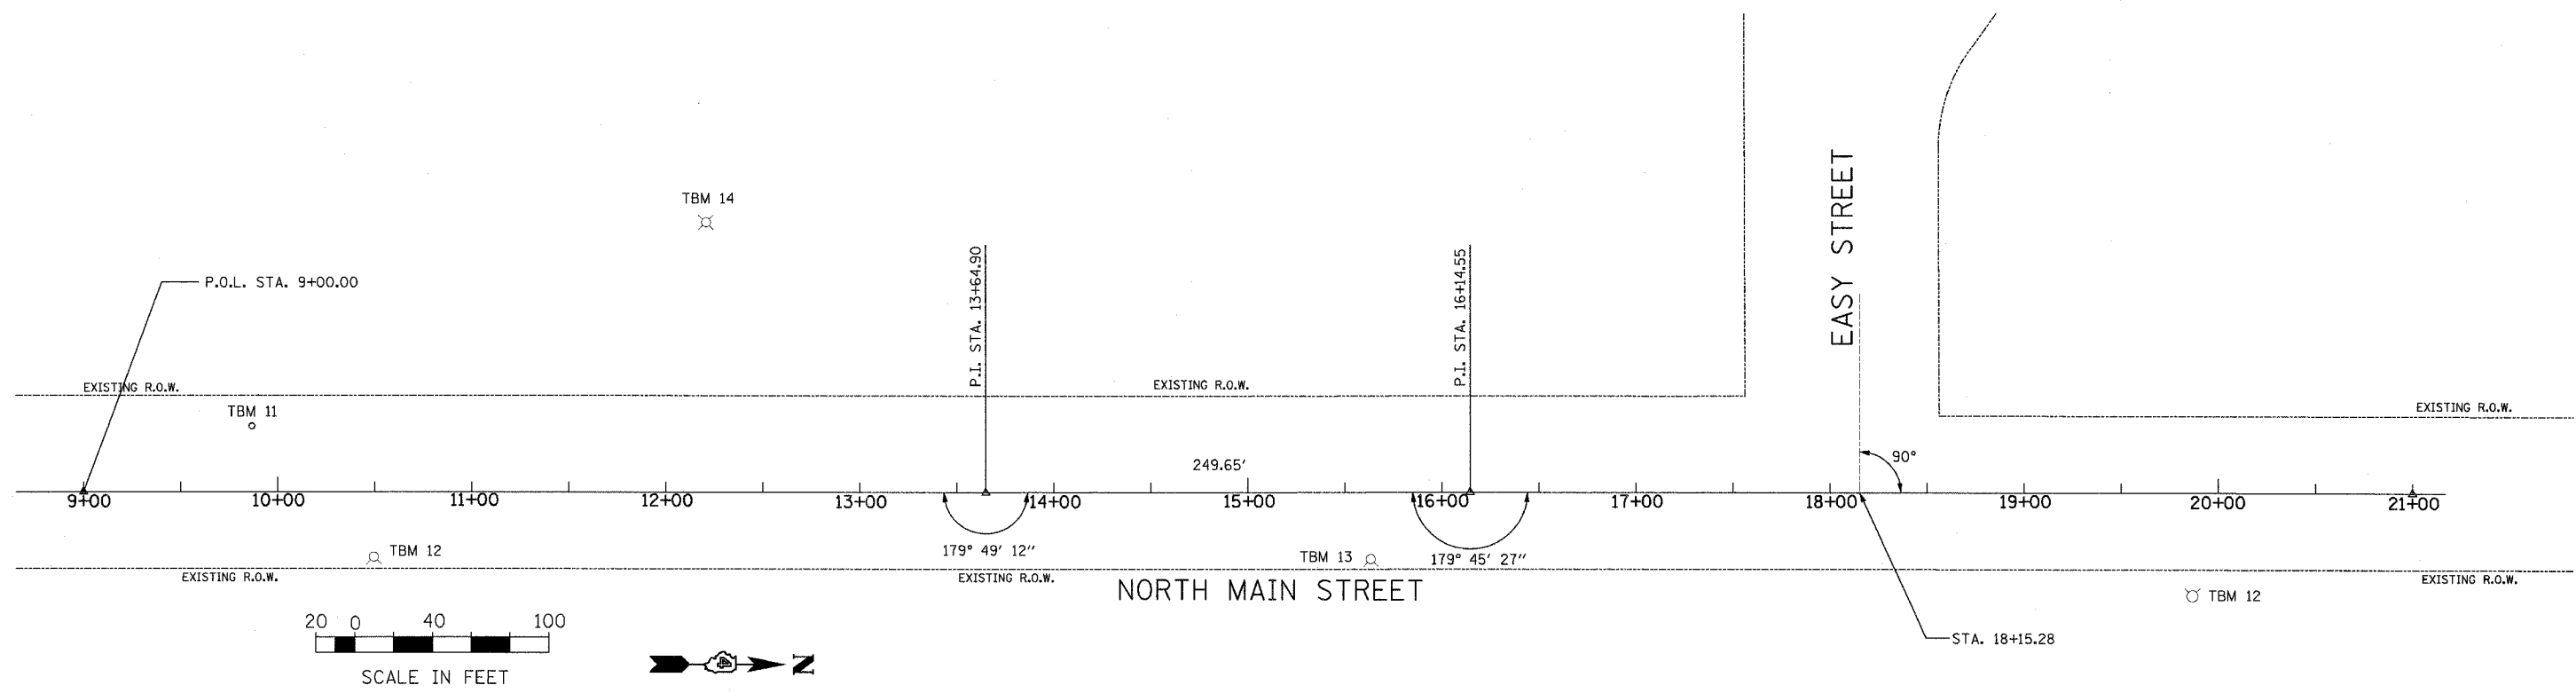 TBM 14
P.O.L. STA. 9+00.00
P.I. STA. 13+64.90
P.I. STA. 16+14.55
EASY STREET
EXISTING R.O.W.
EXISTING R.O.W.
EXISTING R.O.W.
TBM 11
249.65'
90°
9+00 10+00 11+00 12+00 13+00 14+00 15+00 16+00 17+00 18+00 19+00 20+00 21+00
TBM 12
179° 49' 12"
TBM 13
179° 45' 27"
EXISTING R.O.W.
EXISTING R.O.W.
EXISTING R.O.W.
NORTH MAIN STREET
TBM 12
20 0 40 100
SCALE IN FEET
4
N
STA. 18+15.28